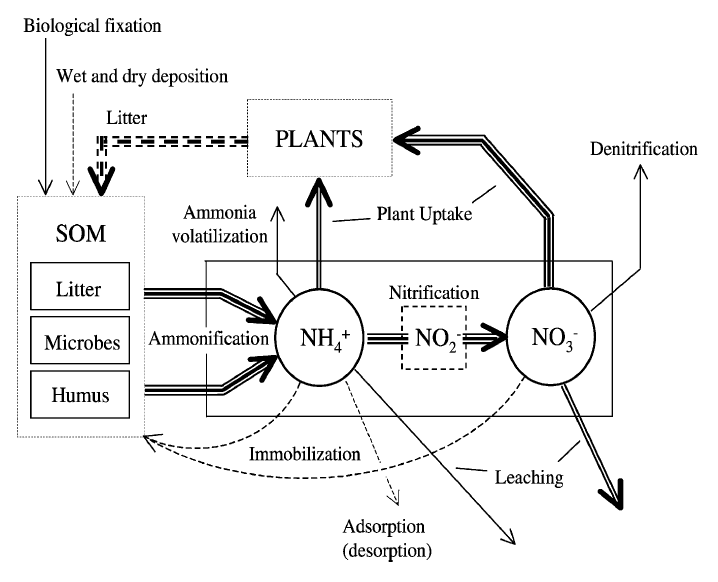 Biological fixation
Wet and dry deposition
Litter
PLANTS
Denitrification
SOM
Ammonia
volatilization
Plant Uptake
Litter
Nitrification
Microbes
Ammonification
NH₄⁺
NO₂⁻
NO₃⁻
Humus
Immobilization
Leaching
Adsorption
(desorption)